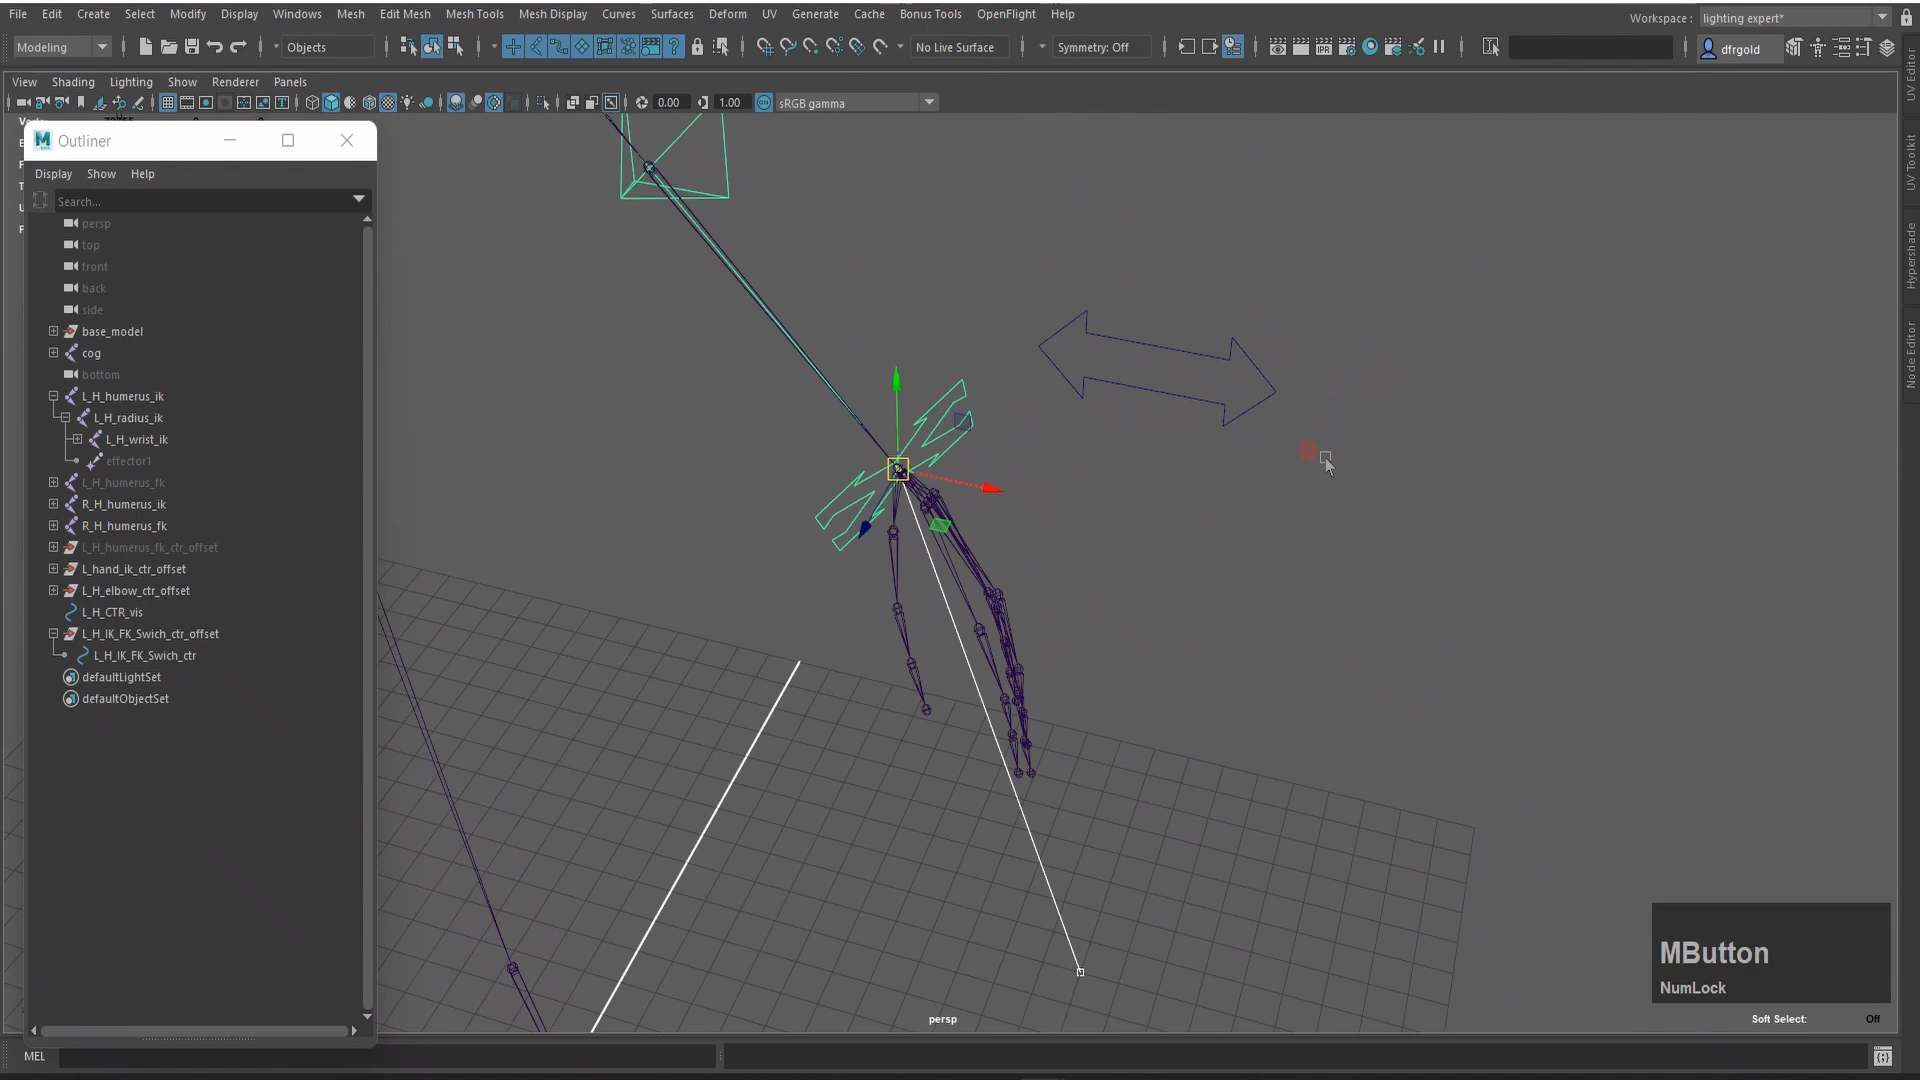 File Edit Create Select Modify Display Windows Mesh Edit Mesh Mesh Tools Mesh Display Curves Surfaces Deform UV Generate Cache Bonus Tools OpenFlight Help
Workspace : lighting expert*
Modeling Objects No Live Surface Symmetry: Off dfrgold
View Shading Lighting Show Renderer Panels
0.00 1.00 sRGB gamma
Outliner
Display Show Help
Search...
persp
top
front
back
side
base_model
cog
bottom
L_H_humerus_ik
L_H_radius_ik
L_H_wrist_ik
effector1
L_H_humerus_fk
R_H_humerus_ik
R_H_humerus_fk
L_H_humerus_fk_ctr_offset
L_hand_ik_ctr_offset
L_H_elbow_ctr_offset
L_H_CTR_vis
L_H_IK_FK_Swich_ctr_offset
L_H_IK_FK_Swich_ctr
defaultLightSet
defaultObjectSet
UV Editor
UV Toolkit
Hypershade
Node Editor
MButton
NumLock
persp
Soft Select: Off
MEL